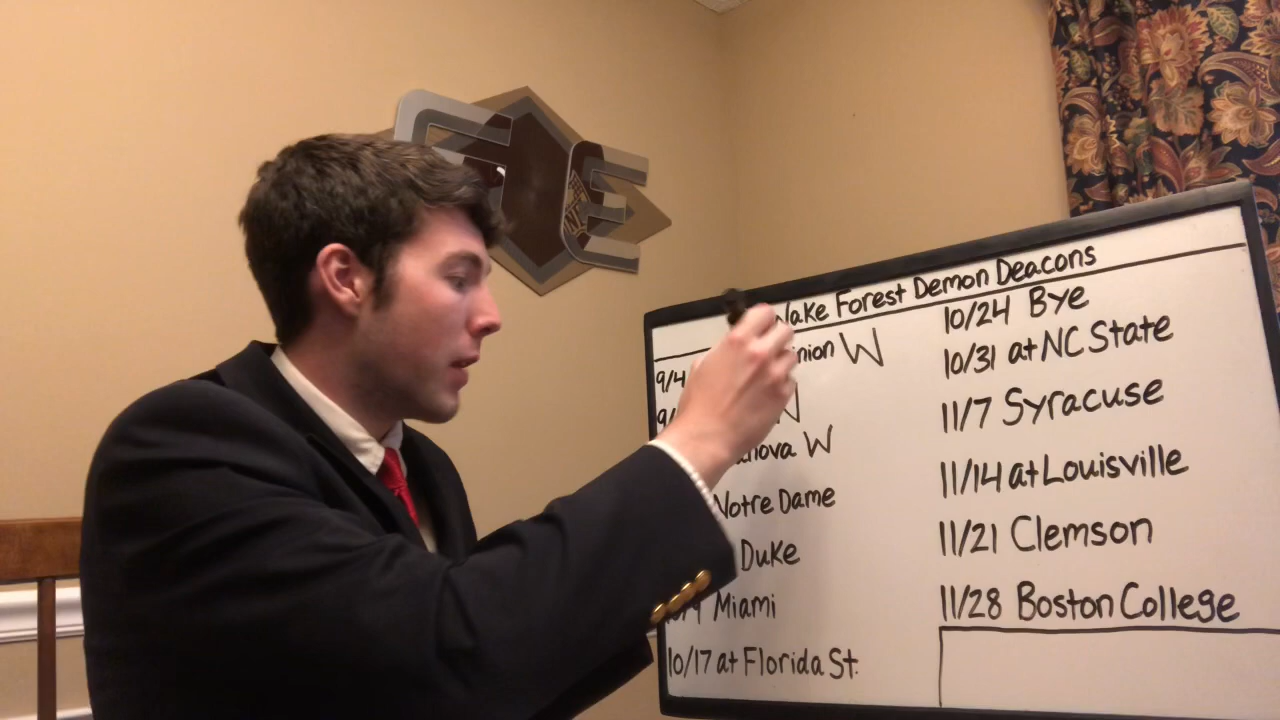 Wake Forest Demon Deacons
9/4 W
W
Notre Dame
Duke
Miami
10/17 at Florida St.
10/24 Bye
10/31 at NC State
11/7 Syracuse
11/14 at Louisville
11/21 Clemson
11/28 Boston College